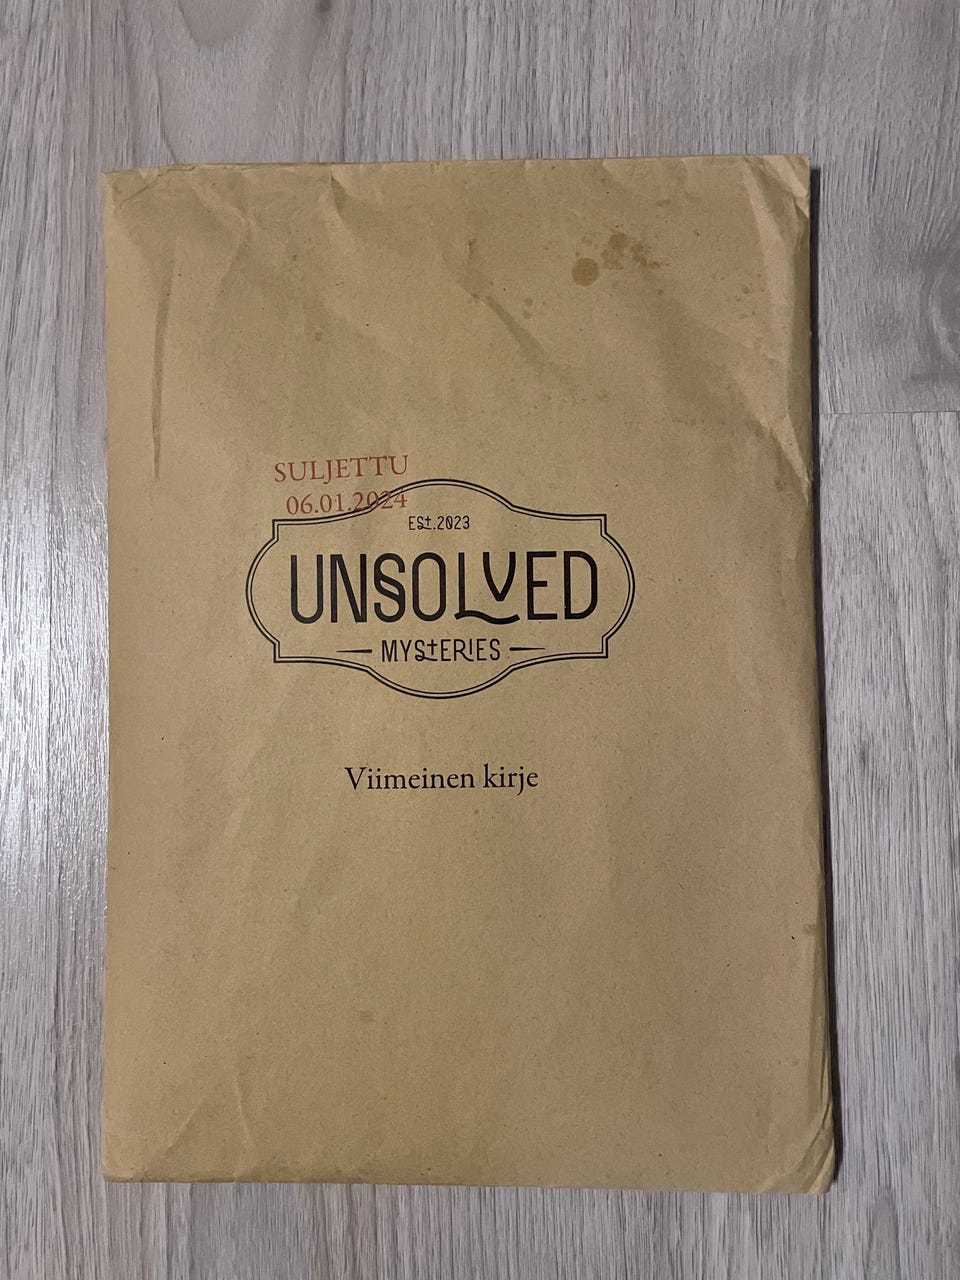 SULJETTU
06.01.2024
ESt.2023
UNSOLVED
MYStERIES
Viimeinen kirje